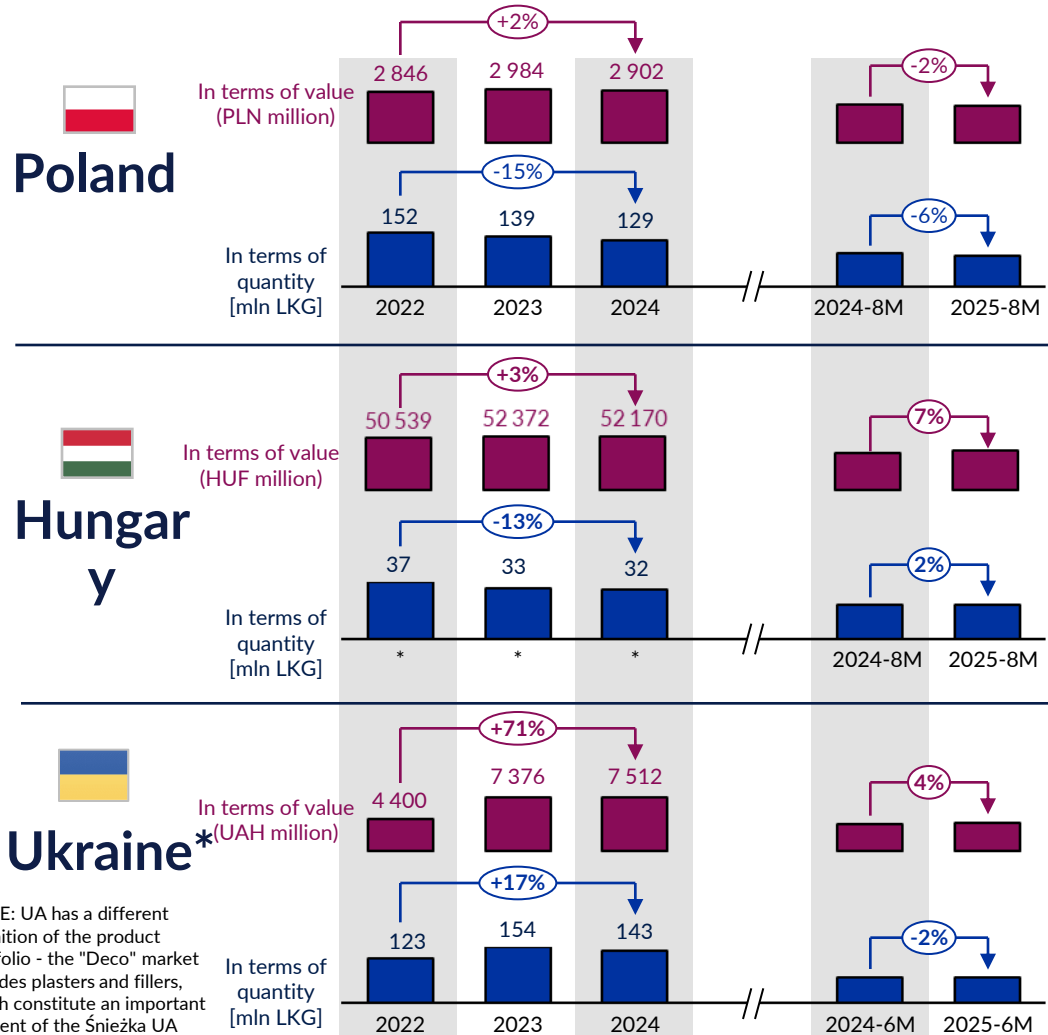 +2%
2 846
2 984
2 902
-2%
In terms of value
(PLN million)
Poland
-15%
152
139
129
-6%
In terms of
quantity
[mln LKG]
2022
2023
2024
2024-8M
2025-8M
+3%
50 539
52 372
52 170
7%
In terms of value
(HUF million)
Hungar
y
-13%
37
33
32
2%
In terms of
quantity
[mln LKG]
*
*
*
2024-8M
2025-8M
+71%
4 400
7 376
7 512
4%
In terms of value
(UAH million)
Ukraine*
+17%
123
154
143
-2%
E: UA has a different
nition of the product
folio - the "Deco" market
des plasters and fillers,
h constitute an important
ent of the Śnieżka UA
In terms of
quantity
[mln LKG]
2022
2023
2024
2024-6M
2025-6M